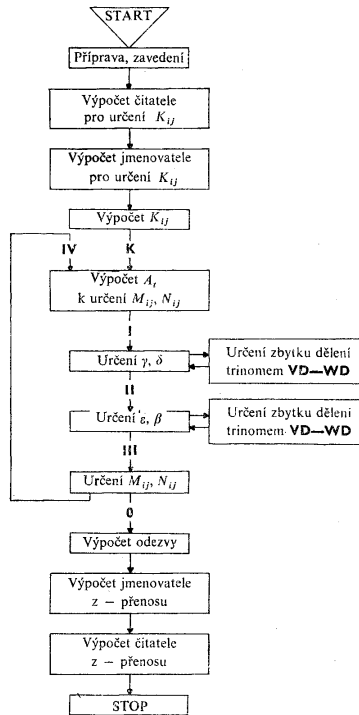 START
Příprava, zavedení
Výpočet čitatele
pro určení K_ij
Výpočet jmenovatele
pro určení K_ij
Výpočet K_ij
IV K
Výpočet A_t
k určení M_ij, N_ij
I
Určení γ, δ
Určení zbytku dělení
trinomem VD—WD
II
Určení ε, β
Určení zbytku dělení
trinomem VD—WD
III
Určení M_ij, N_ij
0
Výpočet odezvy
Výpočet jmenovatele
z – přenosu
Výpočet čitatele
z – přenosu
STOP